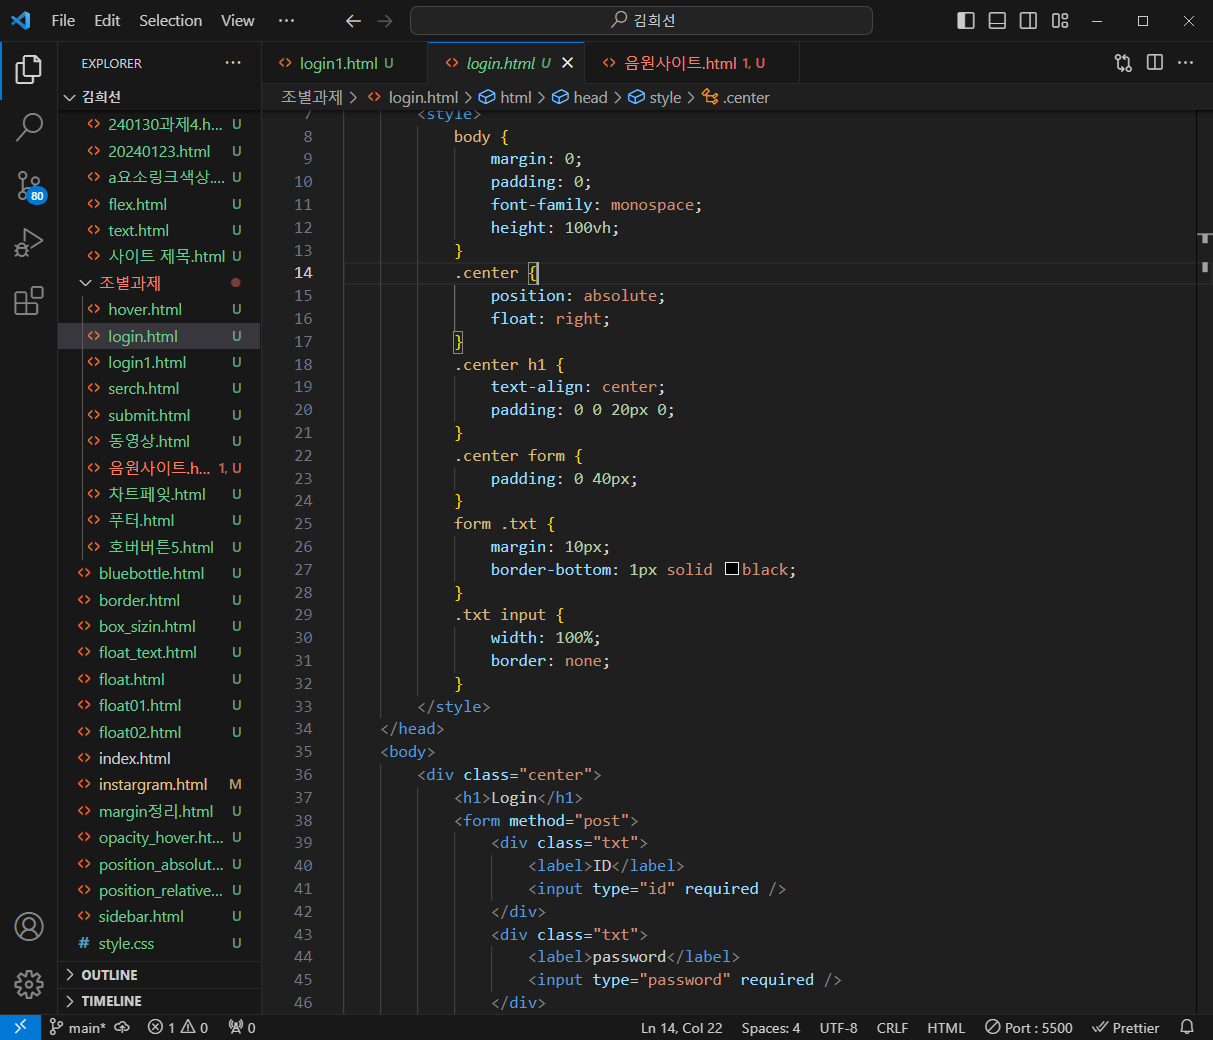 File Edit Selection View ···
김희선
EXPLORER ···
김희선
240130과제4.h... U
20240123.html U
a요소링크색상.... U
flex.html U
text.html U
사이트 제목.html U
조별과제
hover.html U
login.html U
login1.html U
serch.html U
submit.html U
동영상.html U
음원사이트.h... 1, U
차트페잊.html U
푸터.html U
호버버튼5.html U
bluebottle.html U
border.html U
box_sizin.html U
float_text.html U
float.html U
float01.html U
float02.html U
index.html
instargram.html M
margin정리.html U
opacity_hover.ht... U
position_absolut... U
position_relative... U
sidebar.html U
# style.css U
OUTLINE
TIMELINE
80
login1.html U
login.html U
음원사이트.html 1, U
조별과제 > login.html > html > head > style > .center
7 <style>
8 body {
9 margin: 0;
10 padding: 0;
11 font-family: monospace;
12 height: 100vh;
13 }
14 .center {
15 position: absolute;
16 float: right;
17 }
18 .center h1 {
19 text-align: center;
20 padding: 0 0 20px 0;
21 }
22 .center form {
23 padding: 0 40px;
24 }
25 form .txt {
26 margin: 10px;
27 border-bottom: 1px solid black;
28 }
29 .txt input {
30 width: 100%;
31 border: none;
32 }
33 </style>
34 </head>
35 <body>
36 <div class="center">
37 <h1>Login</h1>
38 <form method="post">
39 <div class="txt">
40 <label>ID</label>
41 <input type="id" required />
42 </div>
43 <div class="txt">
44 <label>password</label>
45 <input type="password" required />
46 </div>
main* 1 0 0 Ln 14, Col 22 Spaces: 4 UTF-8 CRLF HTML Port : 5500 Prettier